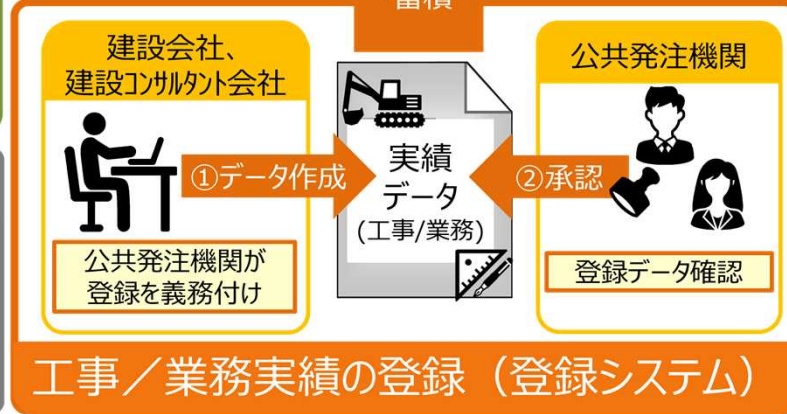 蓄積
建設会社、
建設コンサルタント会社
①データ作成
公共発注機関が
登録を義務付け
実績
データ
(工事/業務)
公共発注機関
②承認
登録データ確認
工事／業務実績の登録（登録システム）